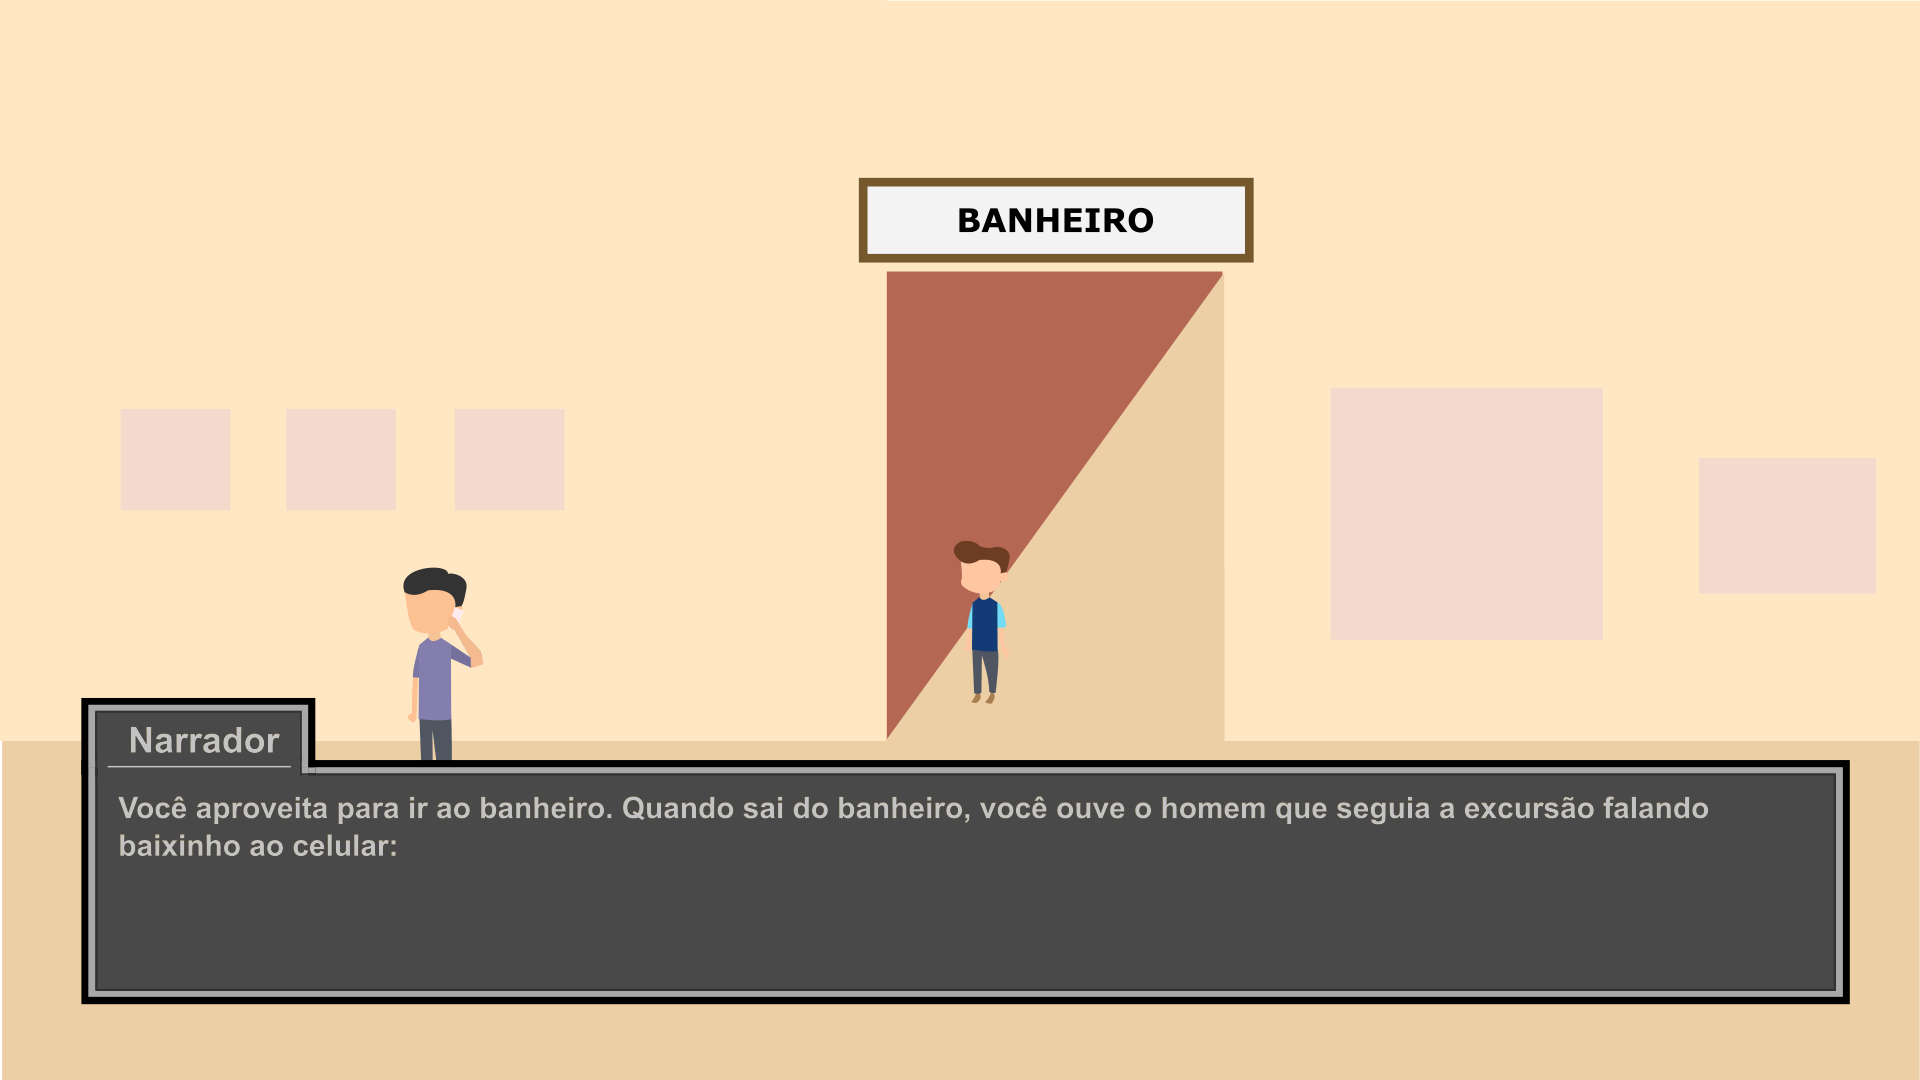 BANHEIRO
Narrador
Você aproveita para ir ao banheiro. Quando sai do banheiro, você ouve o homem que seguia a excursão falando
baixinho ao celular: